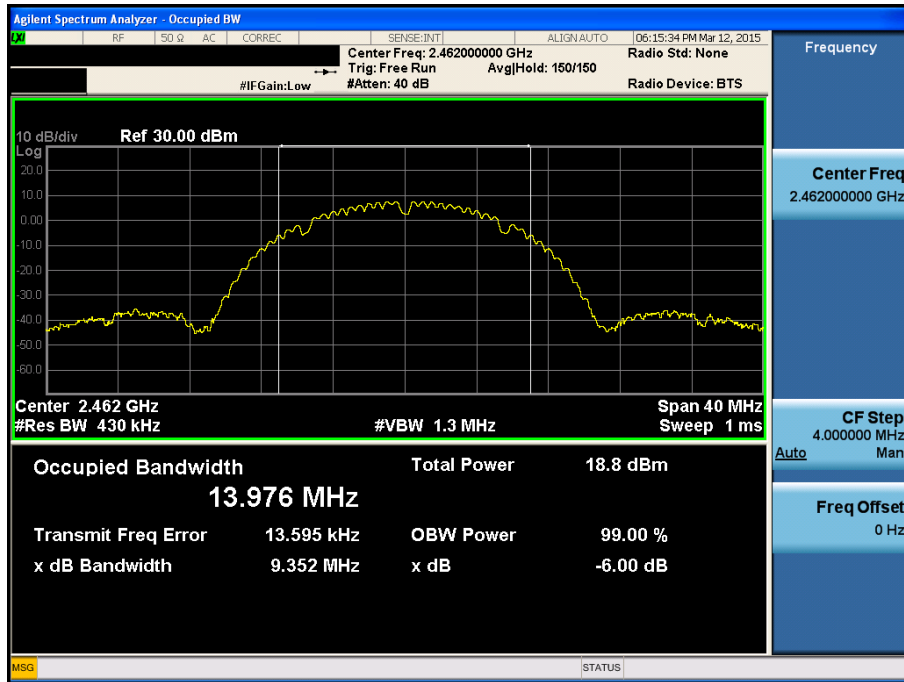 Agilent Spectrum Analyzer - Occupied BW
LXI RF 50 Ω AC CORREC SENSE:INT ALIGN AUTO 06:15:34 PM Mar 12, 2015
Center Freq: 2.462000000 GHz Radio Std: None
Trig: Free Run Avg|Hold: 150/150
#IFGain:Low #Atten: 40 dB Radio Device: BTS
Frequency
10 dB/div Ref 30.00 dBm
Log
20.0
10.0
0.00
-10.0
-20.0
-30.0
-40.0
-50.0
-60.0
Center 2.462 GHz Span 40 MHz
#Res BW 430 kHz #VBW 1.3 MHz Sweep 1 ms
Center Freq
2.462000000 GHz
CF Step
4.000000 MHz
Auto Man
Freq Offset
0 Hz
Occupied Bandwidth Total Power 18.8 dBm
13.976 MHz
Transmit Freq Error 13.595 kHz OBW Power 99.00 %
x dB Bandwidth 9.352 MHz x dB -6.00 dB
MSG STATUS